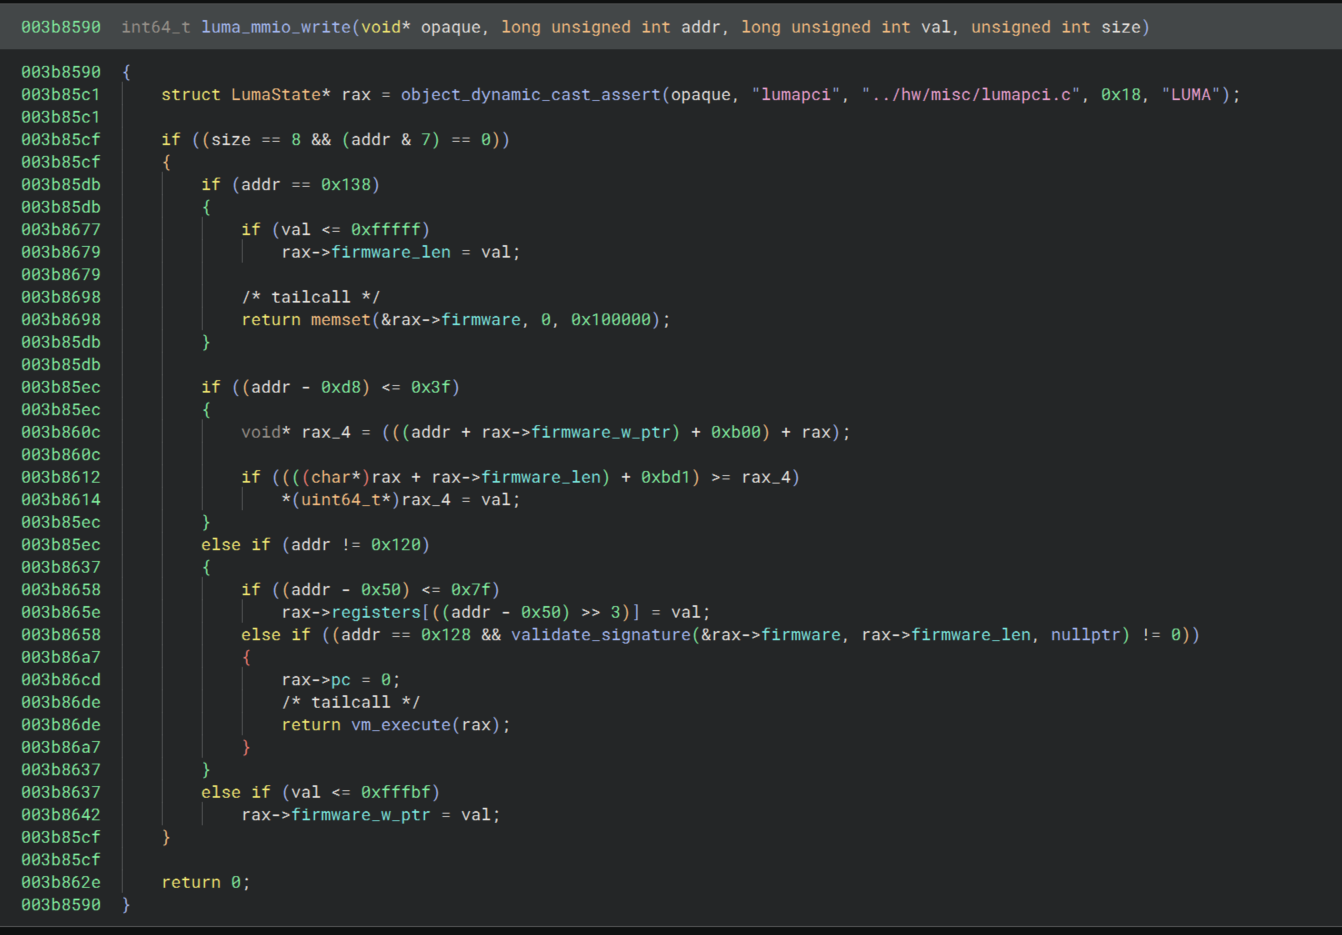 003b8590 int64_t luma_mmio_write(void* opaque, long unsigned int addr, long unsigned int val, unsigned int size)
003b8590 {
003b85c1 struct LumaState* rax = object_dynamic_cast_assert(opaque, "lumapci", "../hw/misc/lumapci.c", 0x18, "LUMA");
003b85c1
003b85cf if ((size == 8 && (addr & 7) == 0))
003b85cf {
003b85db if (addr == 0x138)
003b85db {
003b8677 if (val <= 0xfffff)
003b8679 rax->firmware_len = val;
003b8679
003b8698 /* tailcall */
003b8698 return memset(&rax->firmware, 0, 0x100000);
003b85db }
003b85db
003b85ec if ((addr - 0xd8) <= 0x3f)
003b85ec {
003b860c void* rax_4 = (((addr + rax->firmware_w_ptr) + 0xb00) + rax);
003b860c
003b8612 if ((((char*)rax + rax->firmware_len) + 0xbd1) >= rax_4)
003b8614 *(uint64_t*)rax_4 = val;
003b85ec }
003b85ec else if (addr != 0x120)
003b8637 {
003b8658 if ((addr - 0x50) <= 0x7f)
003b865e rax->registers[((addr - 0x50) >> 3)] = val;
003b8658 else if ((addr == 0x128 && validate_signature(&rax->firmware, rax->firmware_len, nullptr) != 0))
003b86a7 {
003b86cd rax->pc = 0;
003b86de /* tailcall */
003b86de return vm_execute(rax);
003b86a7 }
003b8637 }
003b8637 else if (val <= 0xfffbf)
003b8642 rax->firmware_w_ptr = val;
003b85cf }
003b85cf
003b862e return 0;
003b8590 }